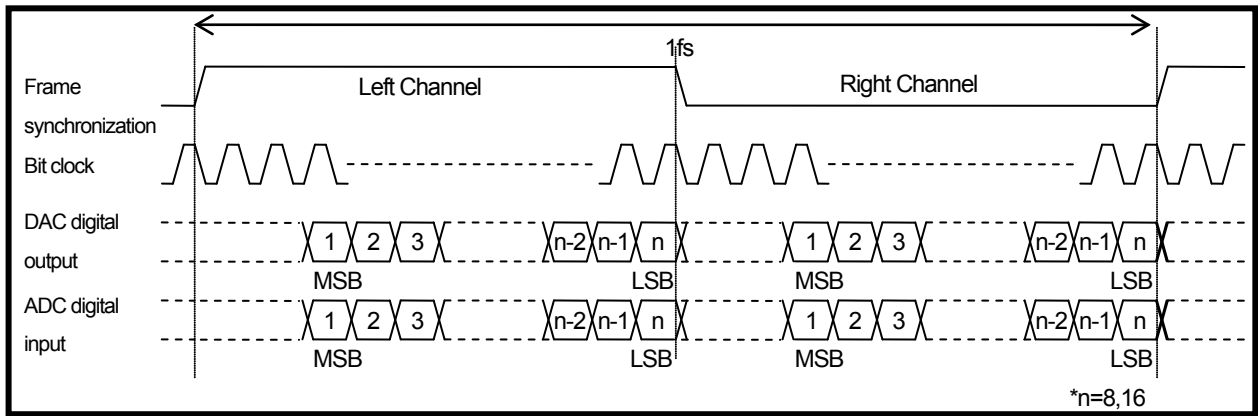 1fs
Frame
synchronization
Left Channel
Right Channel
Bit clock
DAC digital
output
1 2 3 n-2 n-1 n 1 2 3 n-2 n-1 n
MSB LSB MSB LSB
ADC digital
input
1 2 3 n-2 n-1 n 1 2 3 n-2 n-1 n
MSB LSB MSB LSB
*n=8,16